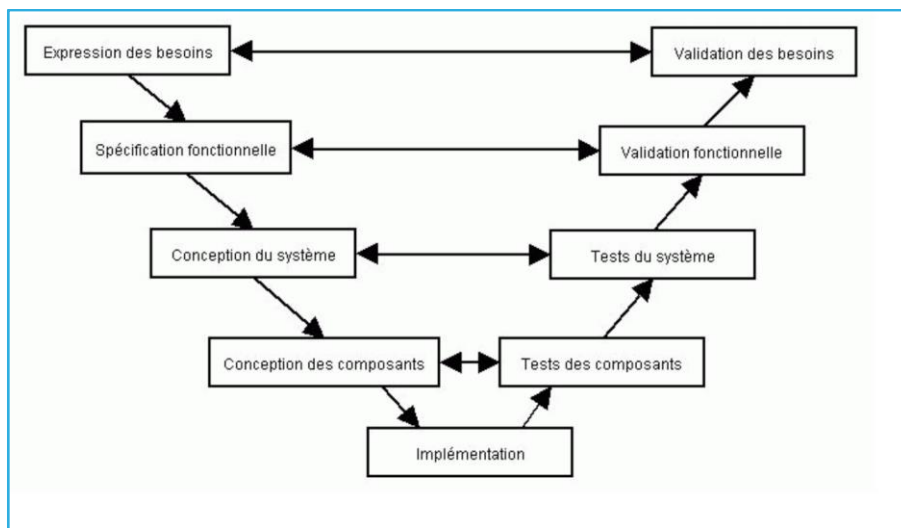 Expression des besoins
Validation des besoins
Spécification fonctionnelle
Validation fonctionnelle
Conception du système
Tests du système
Conception des composants
Tests des composants
Implémentation